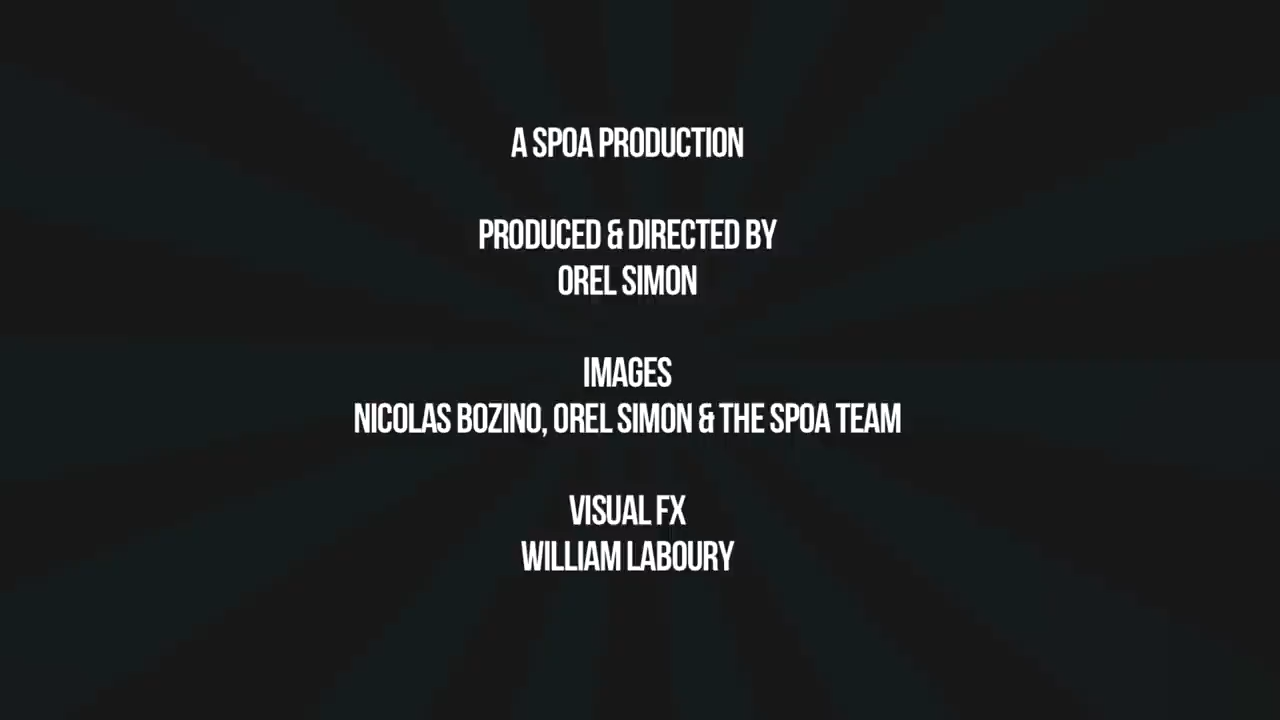 A SPOA PRODUCTION
PRODUCED & DIRECTED BY
OREL SIMON
IMAGES
NICOLAS BOZINO, OREL SIMON & THE SPOA TEAM
VISUAL FX
WILLIAM LABOURY